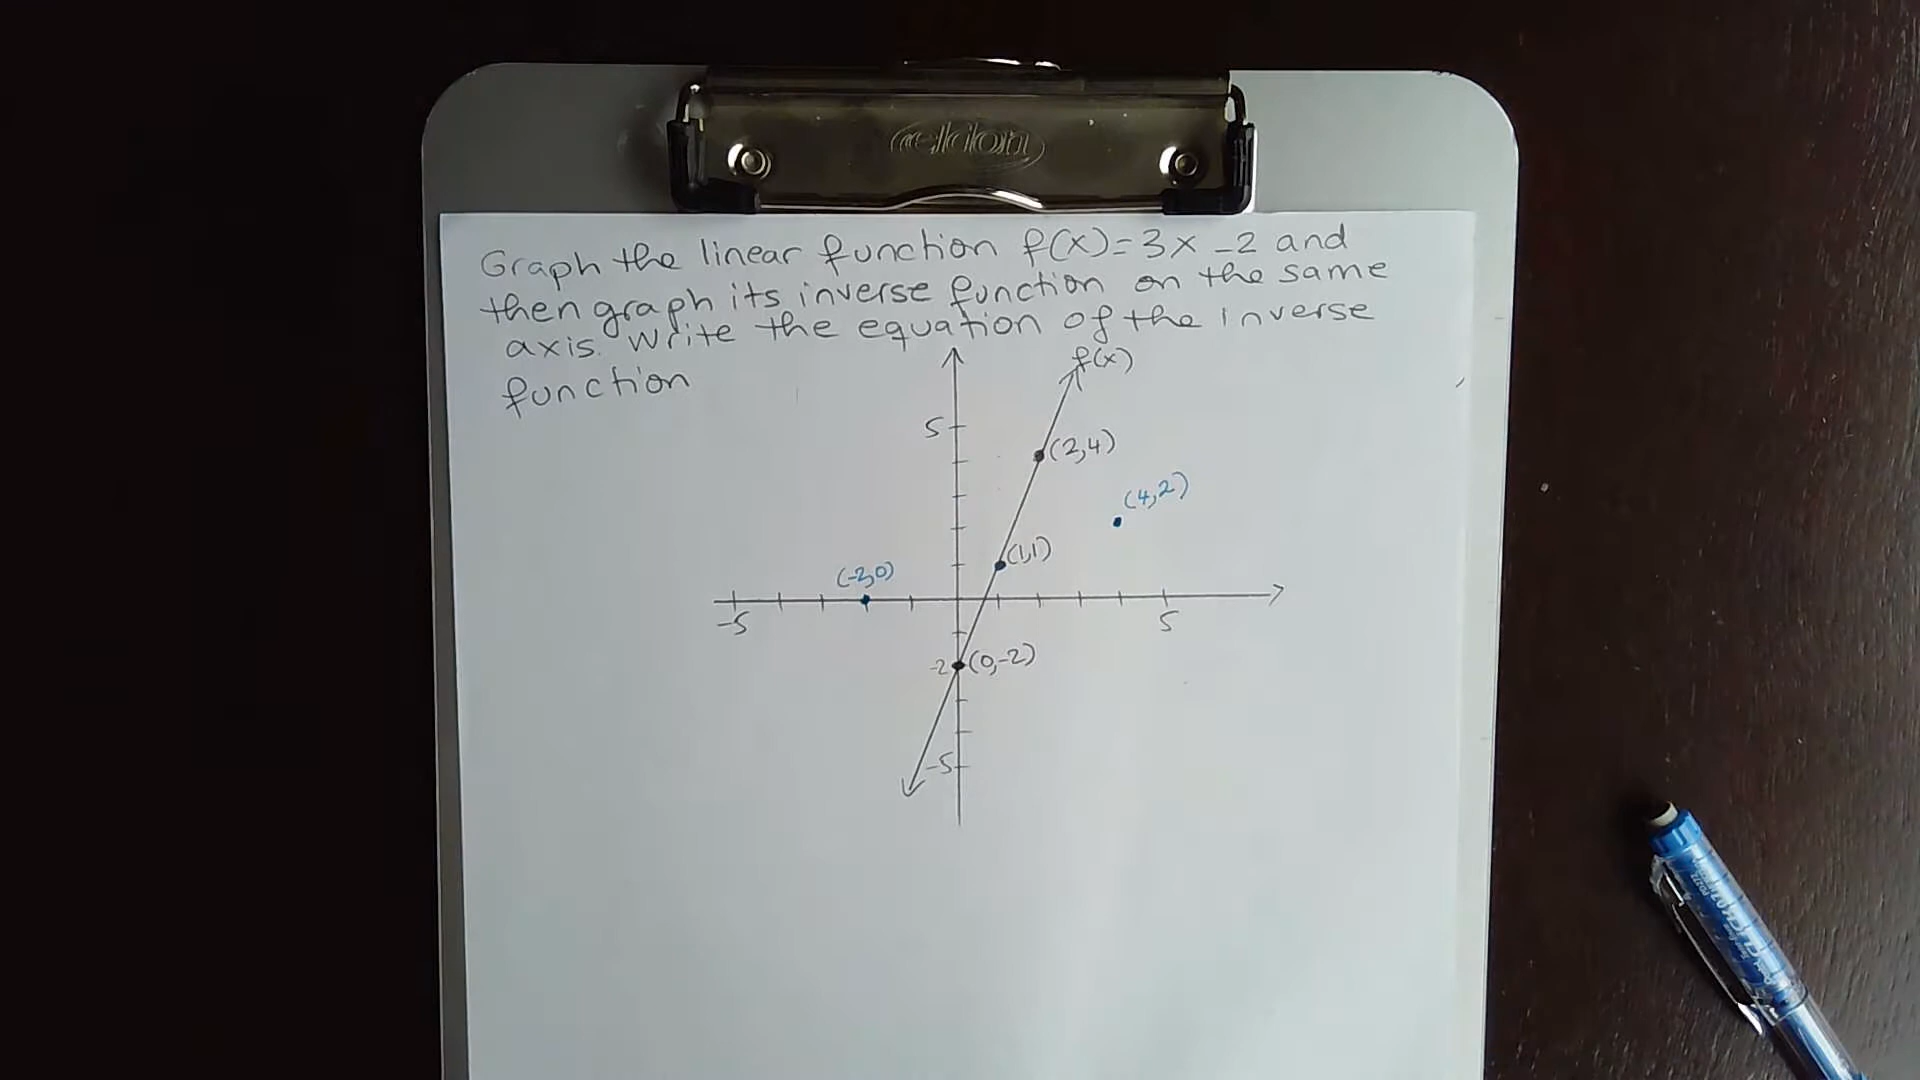 eldon
Graph the linear function f(x)=3x-2 and
then graph its inverse function on the same
axis. Write the equation of the inverse
function
f(x)
5
(2,4)
(4,2)
(1,1)
(-2,0)
-5
5
-2
(0,-2)
-5